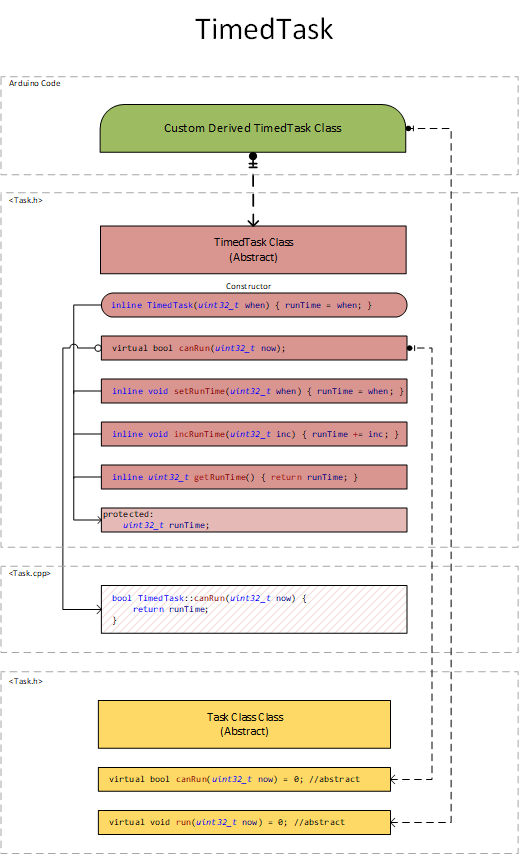 TimedTask
Arduino Code
Custom Derived TimedTask Class
<Task.h>
TimedTask Class
(Abstract)
Constructor
inline TimedTask(uint32_t when) { runTime = when; }
virtual bool canRun(uint32_t now);
inline void setRunTime(uint32_t when) { runTime = when; }
inline void incRunTime(uint32_t inc) { runTime += inc; }
inline uint32_t getRunTime() { return runTime; }
protected:
uint32_t runTime;
<Task.cpp>
bool TimedTask::canRun(uint32_t now) {
return runTime;
}
<Task.h>
Task Class Class
(Abstract)
virtual bool canRun(uint32_t now) = 0; //abstract
virtual void run(uint32_t now) = 0; //abstract